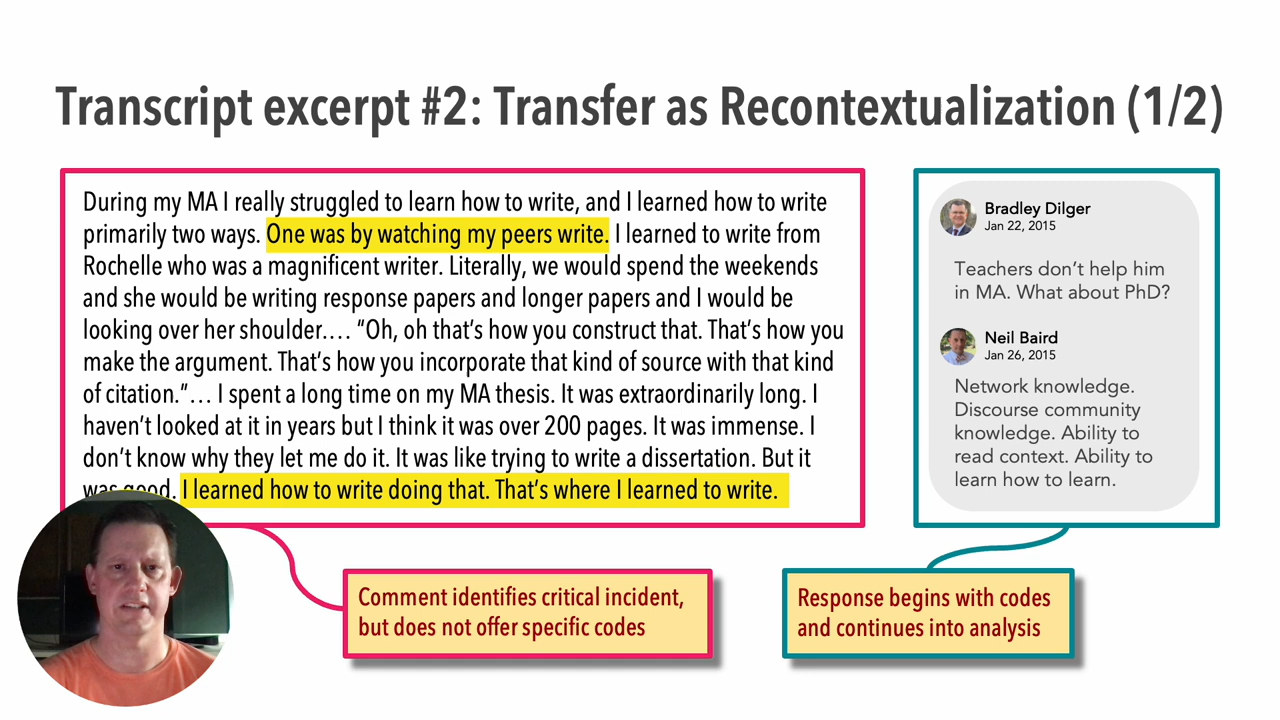 Transcript excerpt #2: Transfer as Recontextualization (1/2)
During my MA I really struggled to learn how to write, and I learned how to write
primarily two ways. One was by watching my peers write. I learned to write from
Rochelle who was a magnificent writer. Literally, we would spend the weekends
and she would be writing response papers and longer papers and I would be
looking over her shoulder.… “Oh, oh that’s how you construct that. That’s how you
make the argument. That’s how you incorporate that kind of source with that kind
of citation.”… I spent a long time on my MA thesis. It was extraordinarily long. I
haven’t looked at it in years but I think it was over 200 pages. It was immense. I
don’t know why they let me do it. It was like trying to write a dissertation. But it
was good. I learned how to write doing that. That’s where I learned to write.
Bradley Dilger
Jan 22, 2015
Teachers don’t help him
in MA. What about PhD?
Neil Baird
Jan 26, 2015
Network knowledge.
Discourse community
knowledge. Ability to
read context. Ability to
learn how to learn.
Comment identifies critical incident,
but does not offer specific codes
Response begins with codes
and continues into analysis